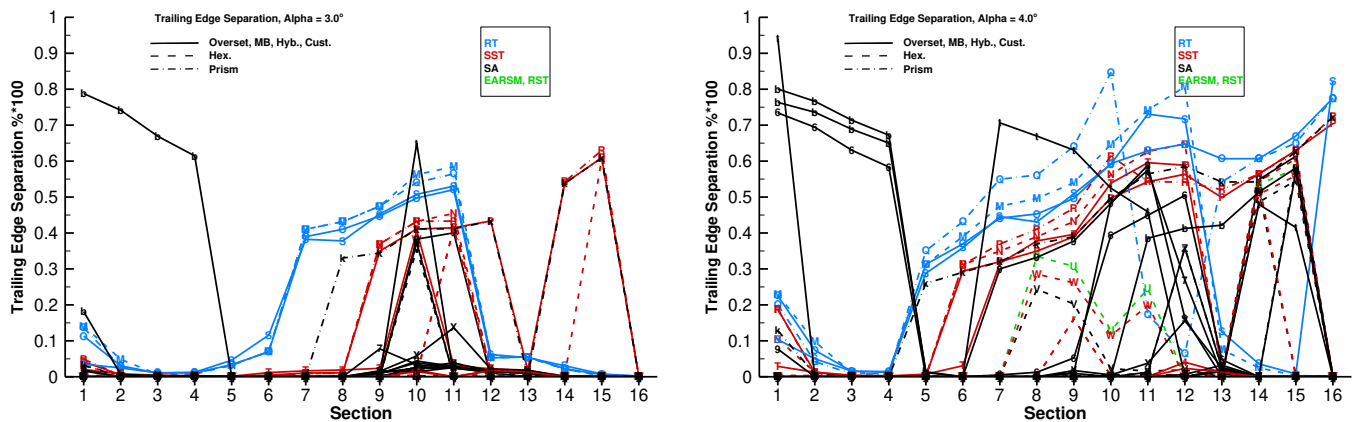 Trailing Edge Separation, Alpha = 3.0°
Overset, MB, Hyb., Cust.
Hex.
Prism
RT
SST
SA
EARSM, RST
Trailing Edge Separation %*100
1
0.9
0.8
0.7
0.6
0.5
0.4
0.3
0.2
0.1
0
1 2 3 4 5 6 7 8 9 10 11 12 13 14 15 16
Section
Trailing Edge Separation, Alpha = 4.0°
Overset, MB, Hyb., Cust.
Hex.
Prism
RT
SST
SA
EARSM, RST
Trailing Edge Separation %*100
1
0.9
0.8
0.7
0.6
0.5
0.4
0.3
0.2
0.1
0
1 2 3 4 5 6 7 8 9 10 11 12 13 14 15 16
Section